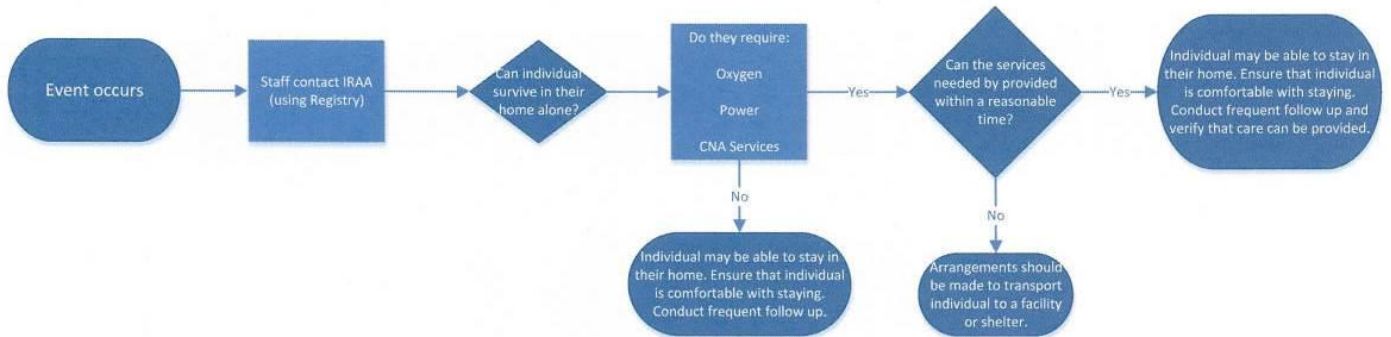 Event occurs
Staff contact IRAA
(using Registry)
Can individual
survive in their
home alone?
Do they require:
Oxygen
Power
CNA Services
Yes
No
Individual may be able to stay in
their home. Ensure that individual
is comfortable with staying.
Conduct frequent follow up.
Can the services
needed by provided
within a reasonable
time?
Yes
No
Arrangements should
be made to transport
individual to a facility
or shelter.
Individual may be able to stay in
their home. Ensure that individual
is comfortable with staying.
Conduct frequent follow up and
verify that care can be provided.